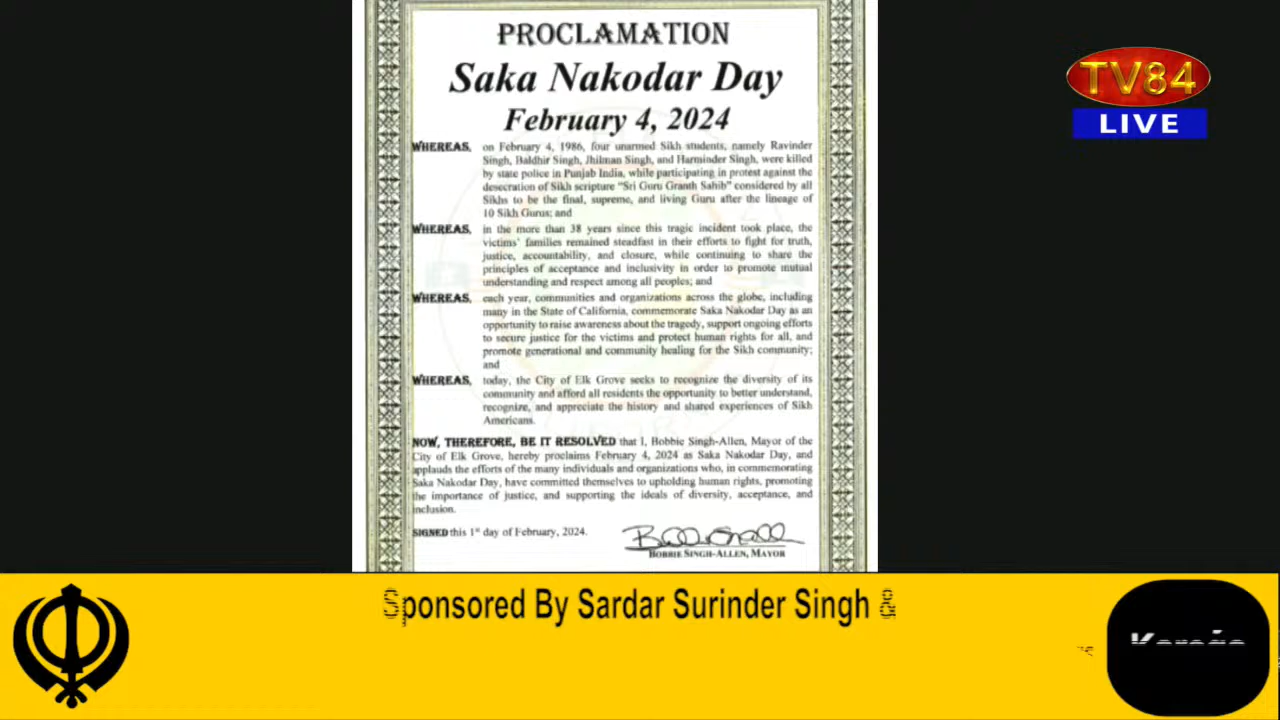 PROCLAMATION
Saka Nakodar Day
February 4, 2024
WHEREAS, on February 4, 1986, four unarmed Sikh students, namely Ravinder
Singh, Baldhir Singh, Jhilman Singh, and Harminder Singh, were killed
by state police in Punjab India, while participating in protest against the
desecration of Sikh scripture "Sri Guru Granth Sahib" considered by all
Sikhs to be the final, supreme, and living Guru after the lineage of
10 Sikh Gurus; and
WHEREAS, in the more than 38 years since this tragic incident took place, the
victims' families remained steadfast in their efforts to fight for truth,
justice, accountability, and closure, while continuing to share the
principles of acceptance and inclusivity in order to promote mutual
understanding and respect among all peoples; and
WHEREAS, each year, communities and organizations across the globe, including
many in the State of California, commemorate Saka Nakodar Day as an
opportunity to raise awareness about the tragedy, support ongoing efforts
to secure justice for the victims and protect human rights for all, and
promote generational and community healing for the Sikh community;
and
WHEREAS, today, the City of Elk Grove seeks to recognize the diversity of its
community and afford all residents the opportunity to better understand,
recognize, and appreciate the history and shared experiences of Sikh
Americans.
NOW, THEREFORE, BE IT RESOLVED that I, Bobbie Singh-Allen, Mayor of the
City of Elk Grove, hereby proclaims February 4, 2024 as Saka Nakodar Day, and
applauds the efforts of the many individuals and organizations who, in commemorating
Saka Nakodar Day, have committed themselves to upholding human rights, promoting
the importance of justice, and supporting the ideals of diversity, acceptance, and
inclusion.
SIGNED this 1st day of February, 2024.
BOBBIE SINGH-ALLEN, MAYOR
TV84
LIVE
Sponsored By Sardar Surinder Singh &